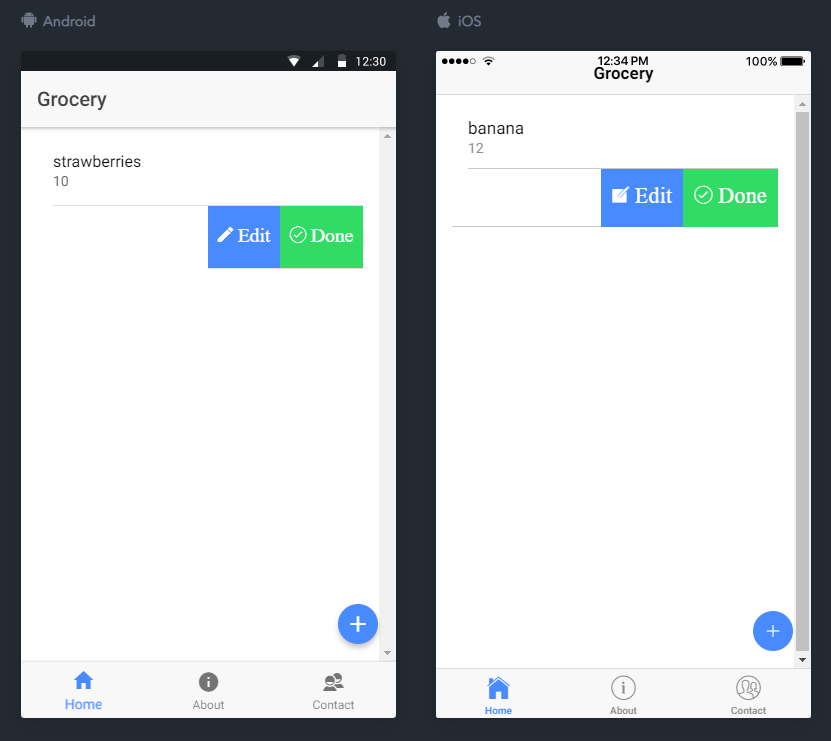 Android
12:30
Grocery
strawberries
10
Edit Done
Home About Contact
iOS
12:34 PM 100%
Grocery
banana
12
Edit Done
Home About Contact